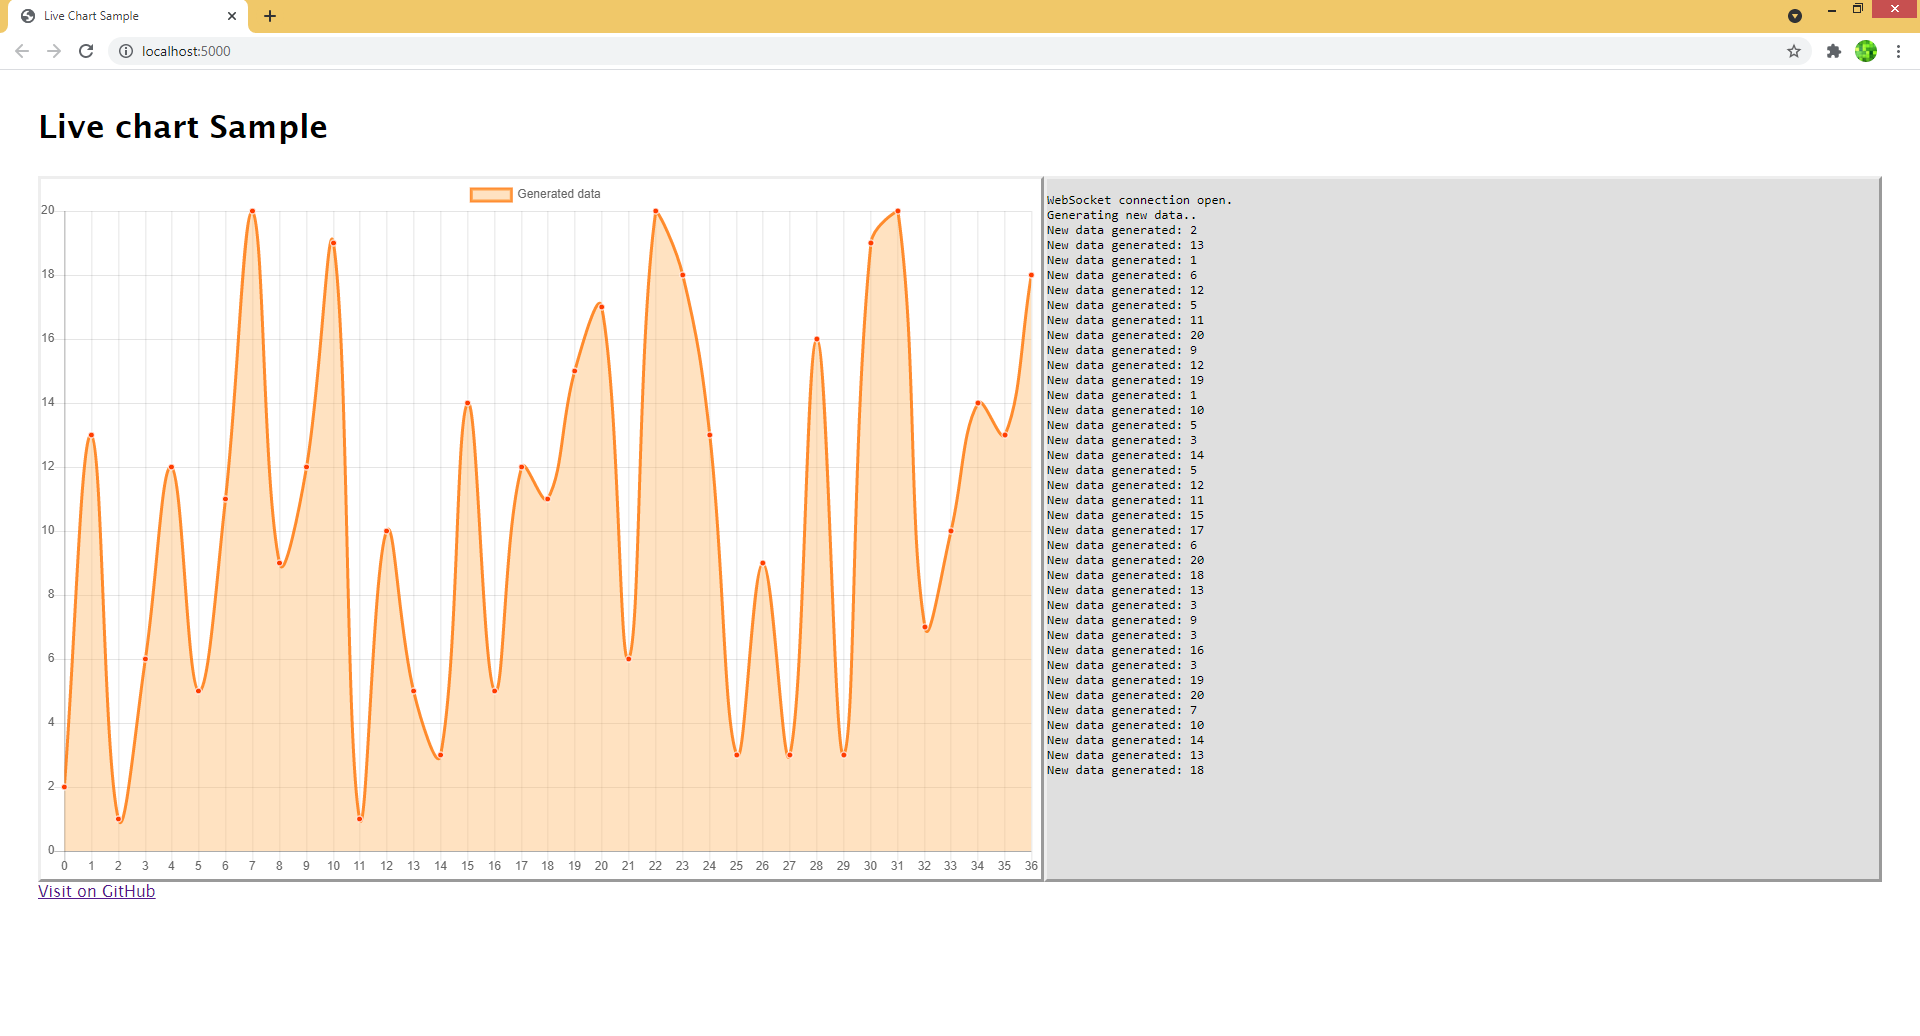 Live Chart Sample
localhost:5000
Live chart Sample
Generated data
20
18
16
14
12
10
8
6
4
2
0
0 1 2 3 4 5 6 7 8 9 10 11 12 13 14 15 16 17 18 19 20 21 22 23 24 25 26 27 28 29 30 31 32 33 34 35 36
WebSocket connection open.
Generating new data..
New data generated: 2
New data generated: 13
New data generated: 1
New data generated: 6
New data generated: 12
New data generated: 5
New data generated: 11
New data generated: 20
New data generated: 9
New data generated: 12
New data generated: 19
New data generated: 1
New data generated: 10
New data generated: 5
New data generated: 3
New data generated: 14
New data generated: 5
New data generated: 12
New data generated: 11
New data generated: 15
New data generated: 17
New data generated: 6
New data generated: 20
New data generated: 18
New data generated: 13
New data generated: 3
New data generated: 9
New data generated: 3
New data generated: 16
New data generated: 3
New data generated: 19
New data generated: 20
New data generated: 7
New data generated: 10
New data generated: 14
New data generated: 13
New data generated: 18
Visit on GitHub